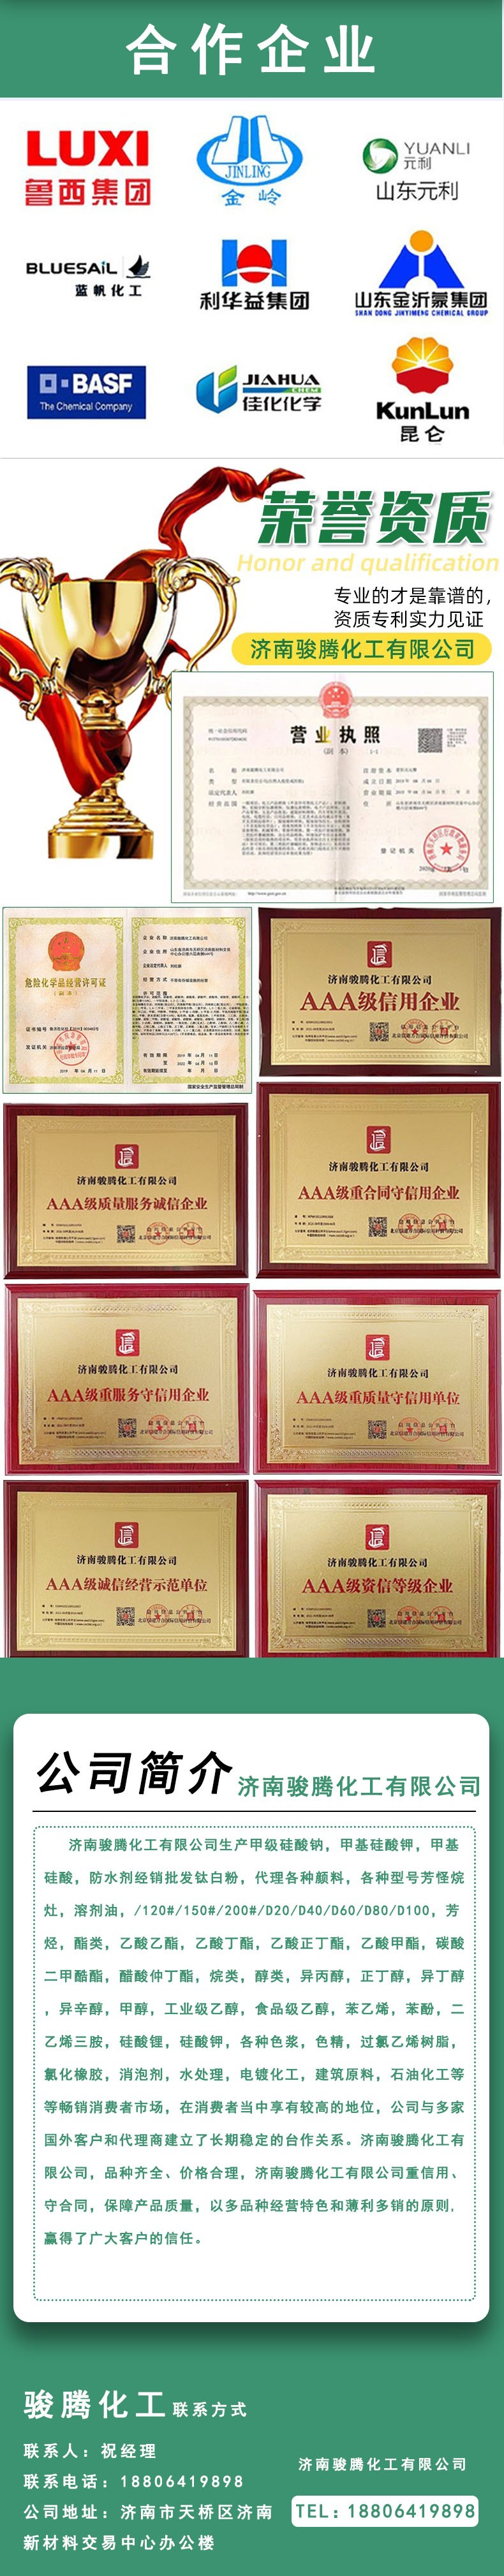 合作企业
LUXI
鲁西集团
JINLING
金岭
YUANLI
元利
山东元利
BLUESAIL
蓝帆化工
利华益集团
山东金沂蒙集团
SHAN DONG JINYIMENG CHEMICAL GROUP
BASF
The Chemical Company
JIAHUA
CHEM
佳化化学
KunLun
昆仑
荣誉资质
Honor and qualification
专业的才是靠谱的，
资质专利实力见证
济南骏腾化工有限公司
营业执照
(副本)
危险化学品经营许可证
(副本)
济南骏腾化工有限公司
AAA级信用企业
济南骏腾化工有限公司
AAA级质量服务诚信企业
济南骏腾化工有限公司
AAA级重合同守信用企业
济南骏腾化工有限公司
AAA级重服务守信用企业
济南骏腾化工有限公司
AAA级重质量守信用单位
济南骏腾化工有限公司
AAA级诚信经营示范单位
济南骏腾化工有限公司
AAA级资信等级企业
公司简介 济南骏腾化工有限公司
济南骏腾化工有限公司生产甲级硅酸钠，甲基硅酸钾，甲基
硅酸，防水剂经销批发钛白粉，代理各种颜料，各种型号芳怪烷
灶，溶剂油，/120#/150#/200#/D20/D40/D60/D80/D100，芳
烃，酯类，乙酸乙酯，乙酸丁酯，乙酸正丁酯，乙酸甲酯，碳酸
二甲酷酯，醋酸仲丁酯，烷类，醇类，异丙醇，正丁醇，异丁醇
，异辛醇，甲醇，工业级乙醇，食品级乙醇，苯乙烯，苯酚，二
乙烯三胺，硅酸锂，硅酸钾，各种色浆，色精，过氯乙烯树脂，
氯化橡胶，消泡剂，水处理，电镀化工，建筑原料，石油化工等
等畅销消费者市场，在消费者当中享有较高的地位，公司与多家
国外客户和代理商建立了长期稳定的台作关系。济南骏腾化工有
限公司，品种齐全、价格合理，济南骏腾化工有限公司重信用、
守合同，保障产品质量，以多品种经营特色和薄利多销的原则，
赢得了广大客户的信任。
骏腾化工 联系方式
联系人：祝经理
联系电话：18806419898
公司地址：济南市天桥区济南
新材料交易中心办公楼
济南骏腾化工有限公司
TEL：18806419898